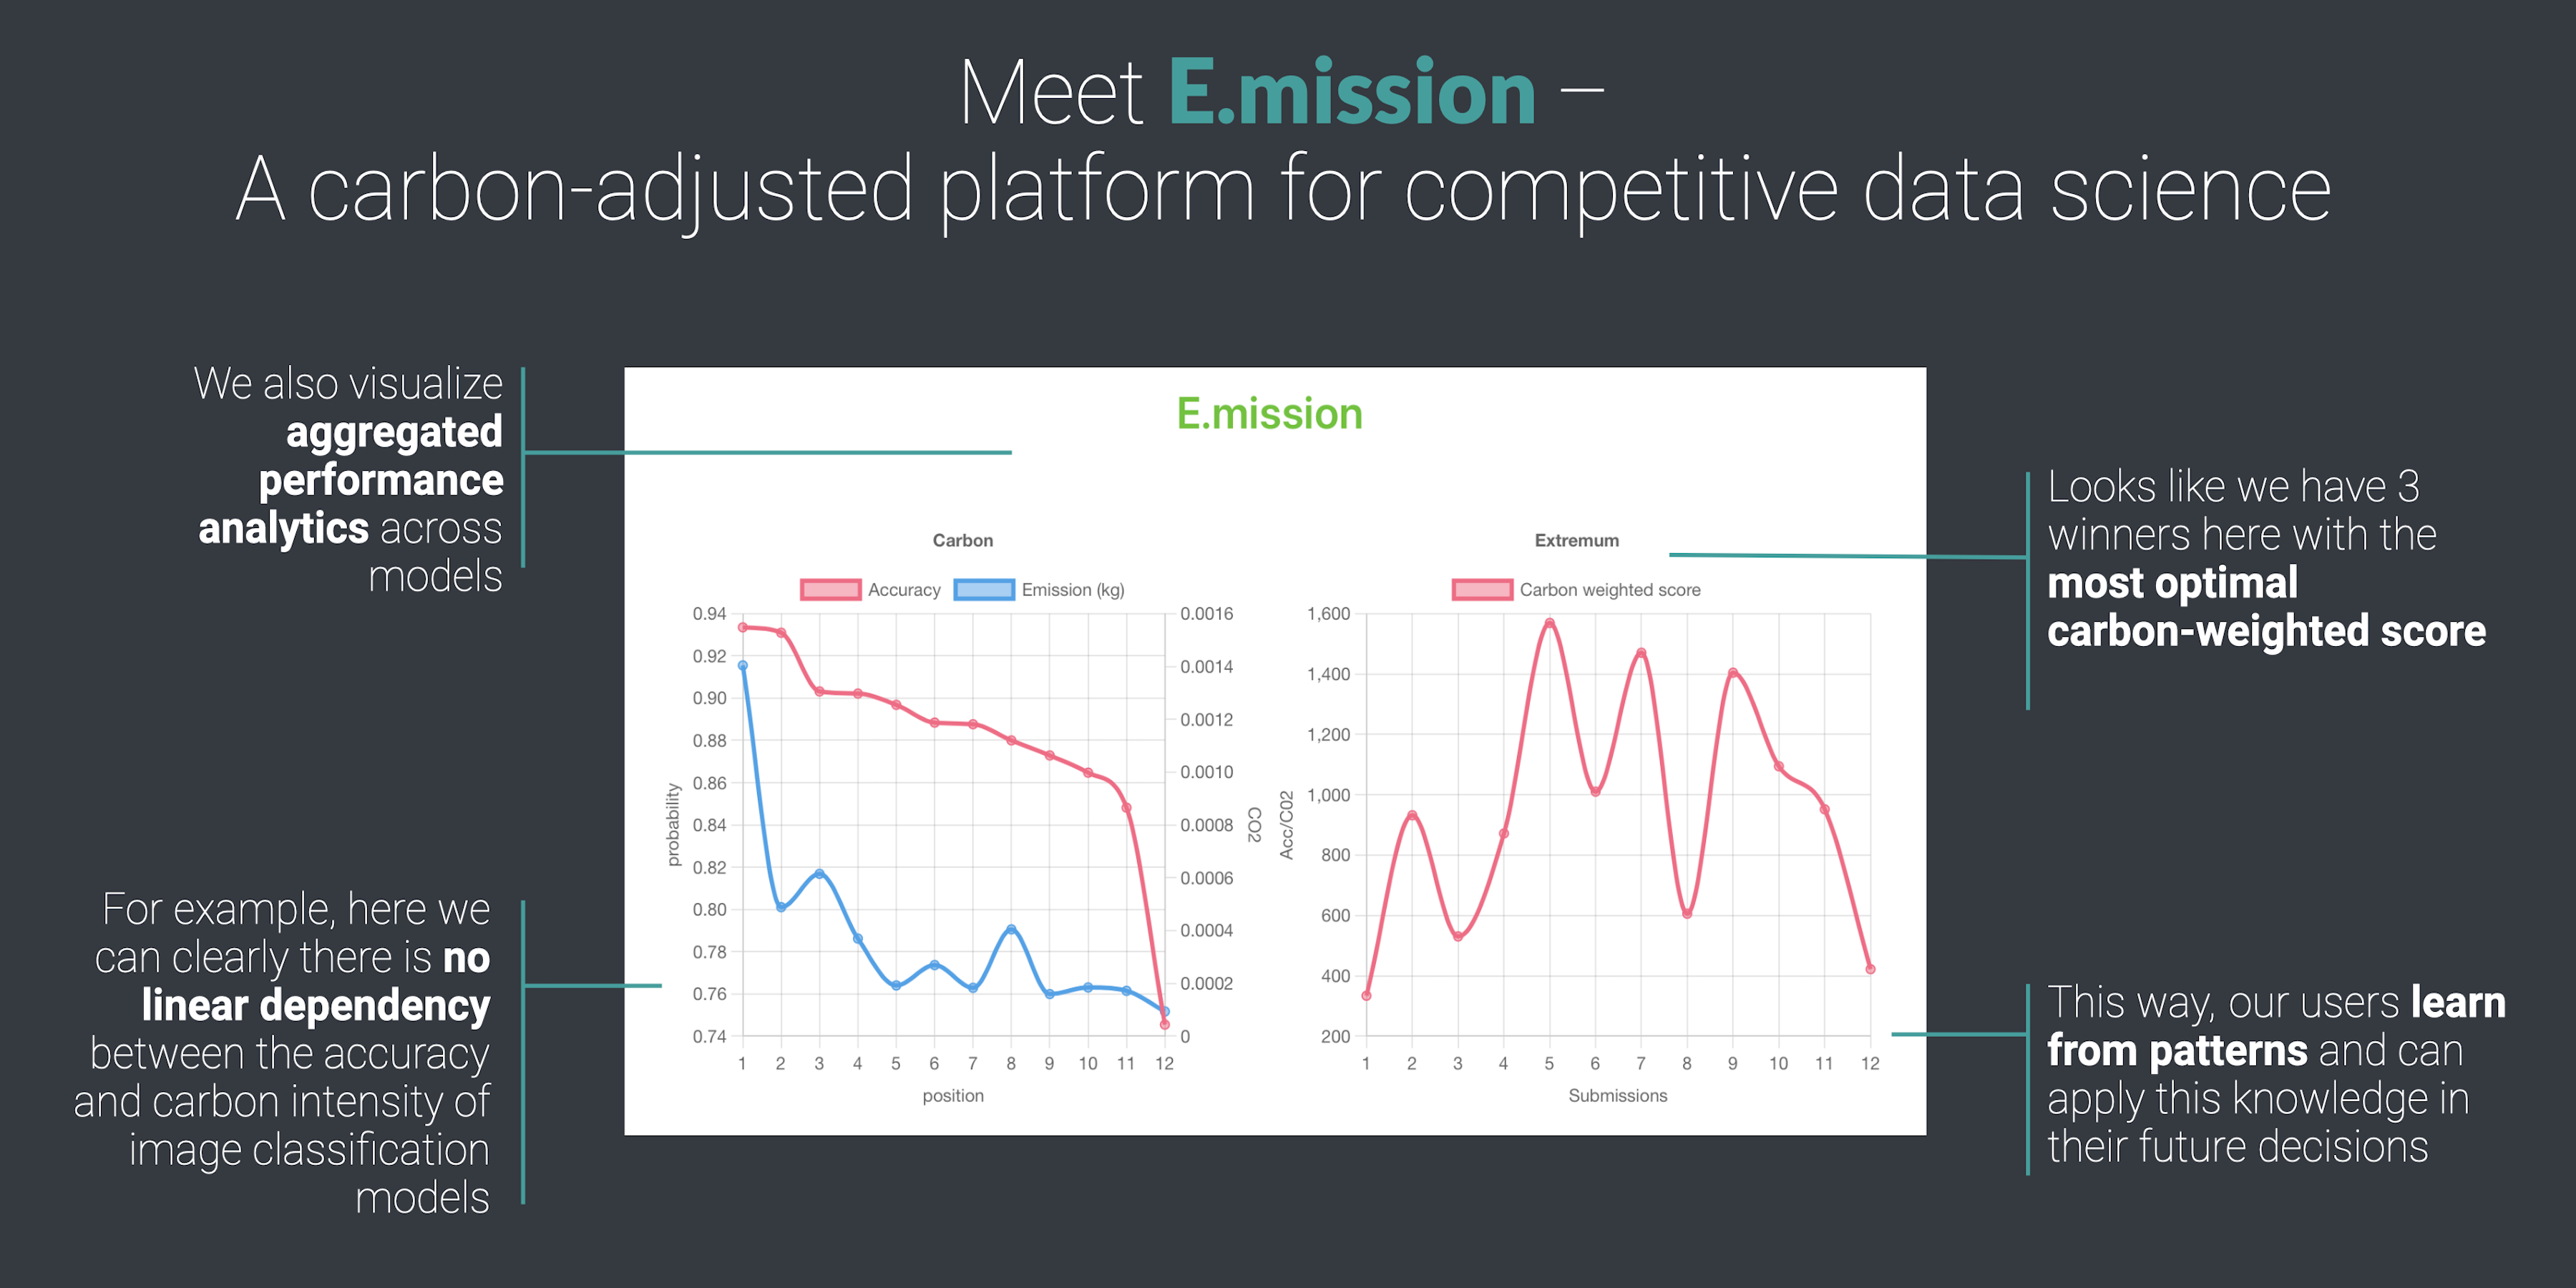 Meet E.mission –
A carbon-adjusted platform for competitive data science
We also visualize
aggregated
performance
analytics across
models
For example, here we
can clearly there is no
linear dependency
between the accuracy
and carbon intensity of
image classification
models
E.mission
Carbon
Accuracy Emission (kg)
0.94
0.92
0.90
0.88
0.86
0.84
0.82
0.80
0.78
0.76
0.74
probability
0.0016
0.0014
0.0012
0.0010
0.0008
0.0006
0.0004
0.0002
0
CO2
1 2 3 4 5 6 7 8 9 10 11 12
position
Extremum
Carbon weighted score
1,600
1,400
1,200
1,000
800
600
400
200
Acc/C02
1 2 3 4 5 6 7 8 9 10 11 12
Submissions
Looks like we have 3
winners here with the
most optimal
carbon-weighted score
This way, our users learn
from patterns and can
apply this knowledge in
their future decisions